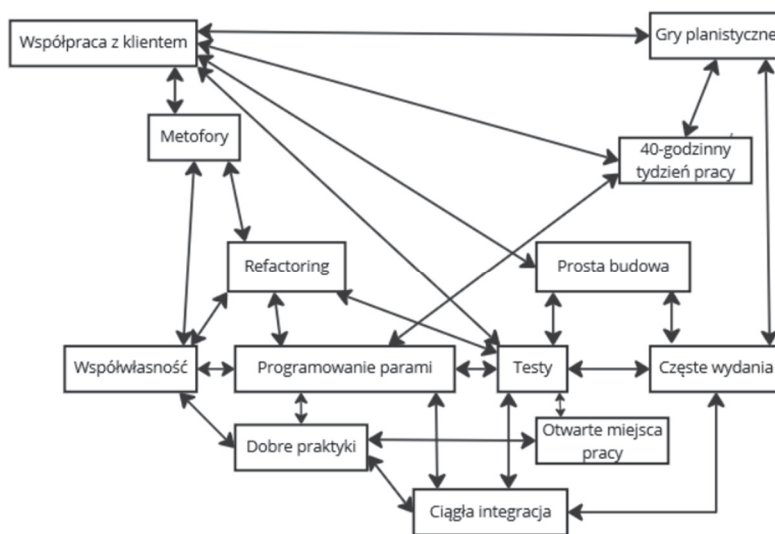 Współpraca z klientem
Gry planistyczne
Metofory
40-godzinny
tydzień pracy
Refactoring
Prosta budowa
Współwłasność
Programowanie parami
Testy
Częste wydania
Dobre praktyki
Otwarte miejsca
pracy
Ciągła integracja